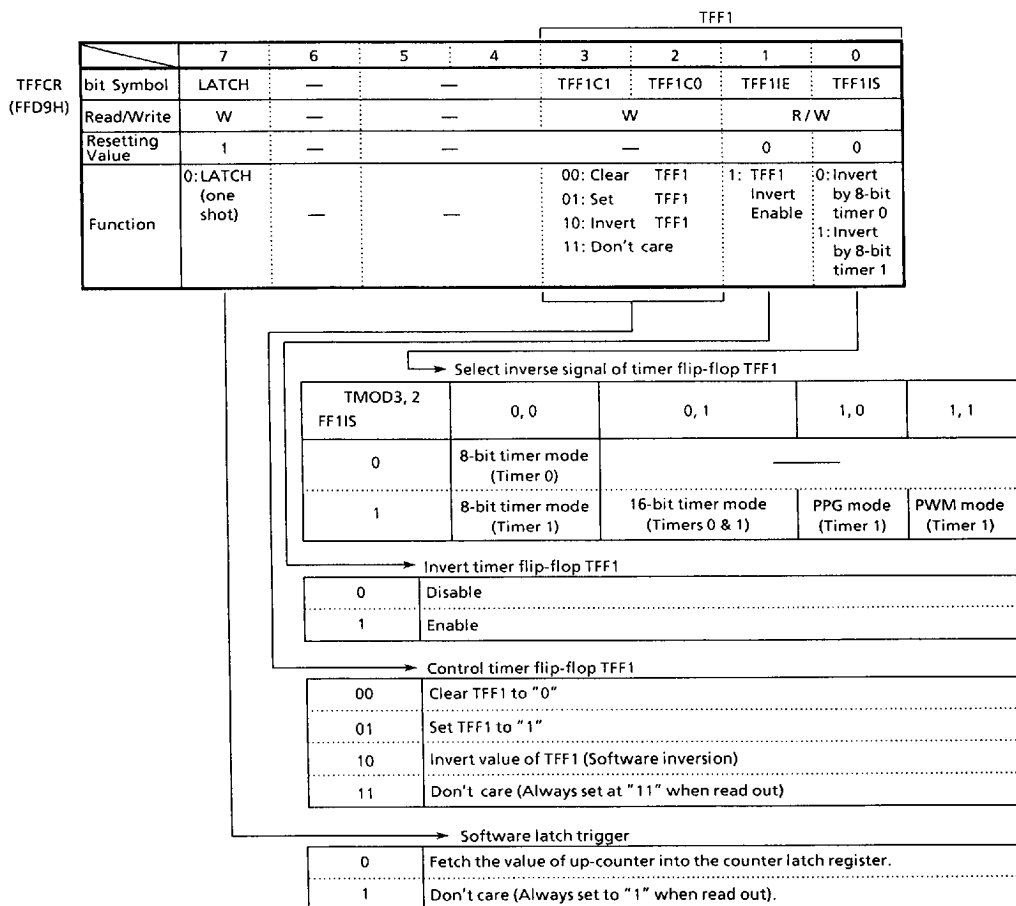 TFF1
7 6 5 4 3 2 1 0
TFFCR
(FFD9H)
bit Symbol LATCH — — TFF1C1 TFF1C0 TFF1IE TFF1IS
Read/Write W — — W R / W
Resetting Value 1 — — — 0 0
Function
0: LATCH (one shot)
—
—
00: Clear TFF1
01: Set TFF1
10: Invert TFF1
11: Don't care
1: TFF1 Invert Enable
0: Invert by 8-bit timer 0
1: Invert by 8-bit timer 1
Select inverse signal of timer flip-flop TFF1
TMOD3, 2
FF1IS
0, 0 0, 1 1, 0 1, 1
0 8-bit timer mode (Timer 0) —
1 8-bit timer mode (Timer 1) 16-bit timer mode (Timers 0 & 1) PPG mode (Timer 1) PWM mode (Timer 1)
Invert timer flip-flop TFF1
0 Disable
1 Enable
Control timer flip-flop TFF1
00 Clear TFF1 to "0"
01 Set TFF1 to "1"
10 Invert value of TFF1 (Software inversion)
11 Don't care (Always set at "11" when read out)
Software latch trigger
0 Fetch the value of up-counter into the counter latch register.
1 Don't care (Always set to "1" when read out).